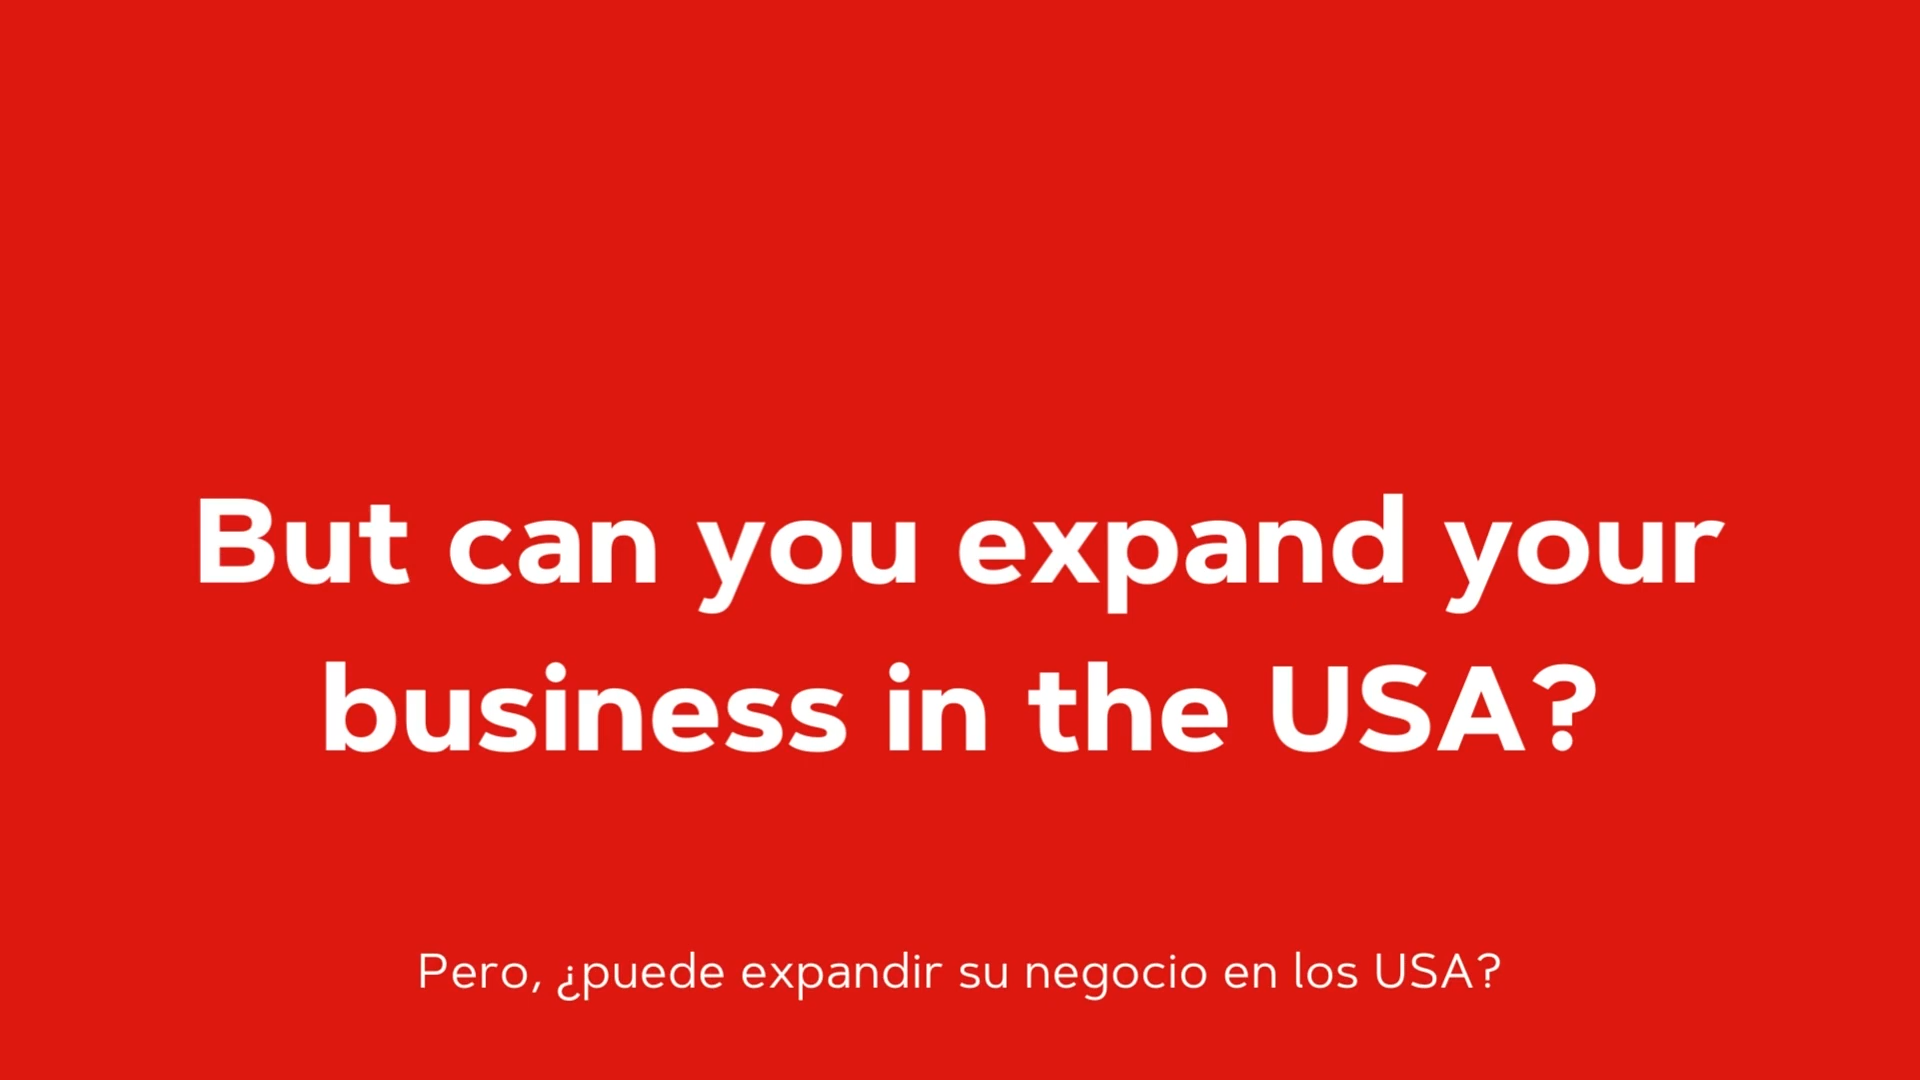 But can you expand your
business in the USA?
Pero, ¿puede expandir su negocio en los USA?